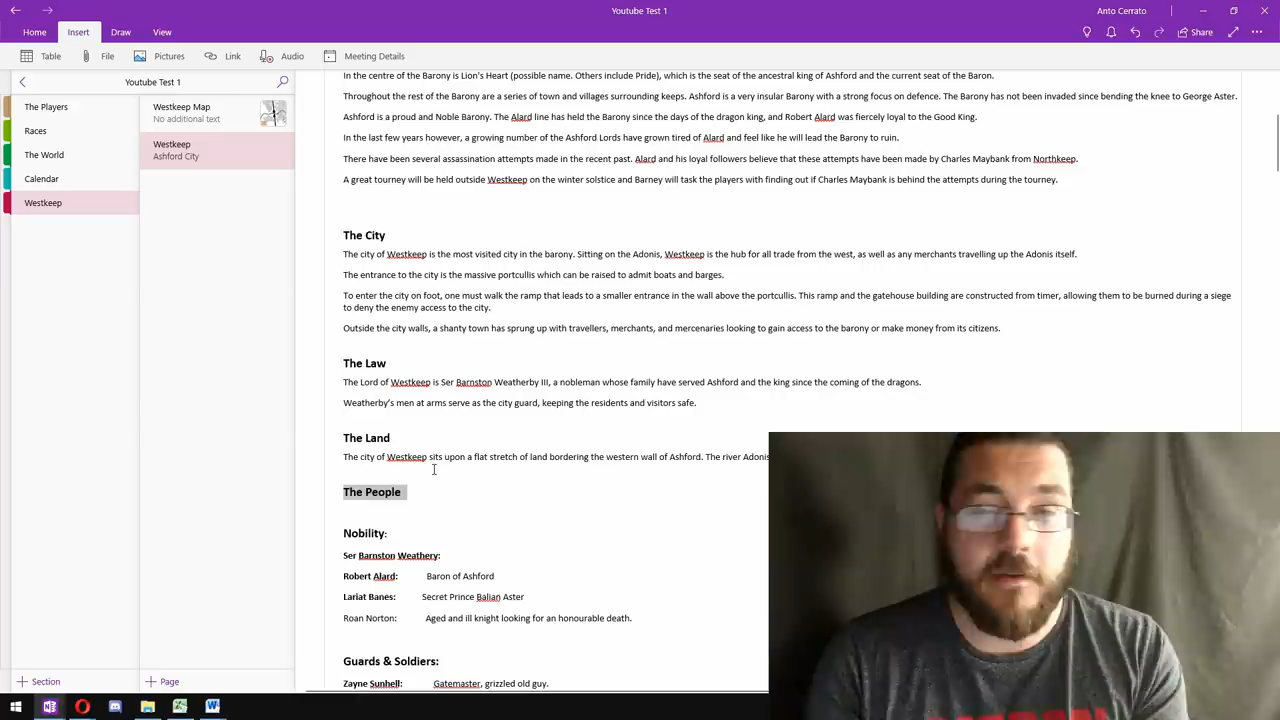 Youtube Test 1
Anto Cerrato
Home
Insert
Draw
View
Share
Table
File
Pictures
Link
Audio
Meeting Details
Youtube Test 1
The Players
Races
The World
Calendar
Westkeep
Westkeep Map
No additional text
Westkeep
Ashford City
In the centre of the Barony is Lion's Heart (possible name. Others include Pride), which is the seat of the ancestral king of Ashford and the current seat of the Baron.
Throughout the rest of the Barony are a series of town and villages surrounding keeps. Ashford is a very insular Barony with a strong focus on defence. The Barony has not been invaded since bending the knee to George Aster.
Ashford is a proud and Noble Barony. The Alard line has held the Barony since the days of the dragon king, and Robert Alard was fiercely loyal to the Good King.
In the last few years however, a growing number of the Ashford Lords have grown tired of Alard and feel like he will lead the Barony to ruin.
There have been several assassination attempts made in the recent past. Alard and his loyal followers believe that these attempts have been made by Charles Maybank from Northkeep.
A great tourney will be held outside Westkeep on the winter solstice and Barney will task the players with finding out if Charles Maybank is behind the attempts during the tourney.
The City
The city of Westkeep is the most visited city in the barony. Sitting on the Adonis, Westkeep is the hub for all trade from the west, as well as any merchants travelling up the Adonis itself.
The entrance to the city is the massive portcullis which can be raised to admit boats and barges.
To enter the city on foot, one must walk the ramp that leads to a smaller entrance in the wall above the portcullis. This ramp and the gatehouse building are constructed from timer, allowing them to be burned during a siege
to deny the enemy access to the city.
Outside the city walls, a shanty town has sprung up with travellers, merchants, and mercenaries looking to gain access to the barony or make money from its citizens.
The Law
The Lord of Westkeep is Ser Barnston Weatherby III, a nobleman whose family have served Ashford and the king since the coming of the dragons.
Weatherby's men at arms serve as the city guard, keeping the residents and visitors safe.
The Land
The city of Westkeep sits upon a flat stretch of land bordering the western wall of Ashford. The river Adonis
The People
Nobility:
Ser Barnston Weathery:
Robert Alard: Baron of Ashford
Lariat Banes: Secret Prince Balian Aster
Roan Norton: Aged and ill knight looking for an honourable death.
Guards & Soldiers:
Zayne Sunhell: Gatemaster, grizzled old guy.
Section
Page